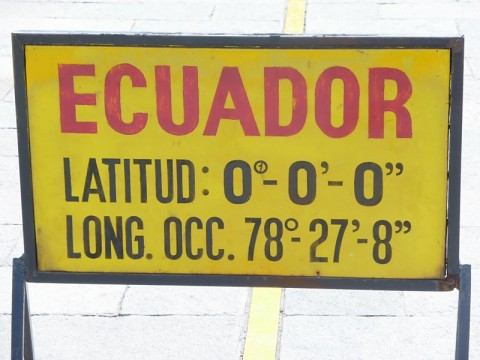 ECUADOR
LATITUD: 0°-0'-0"
LONG. OCC. 78°-27'-8"